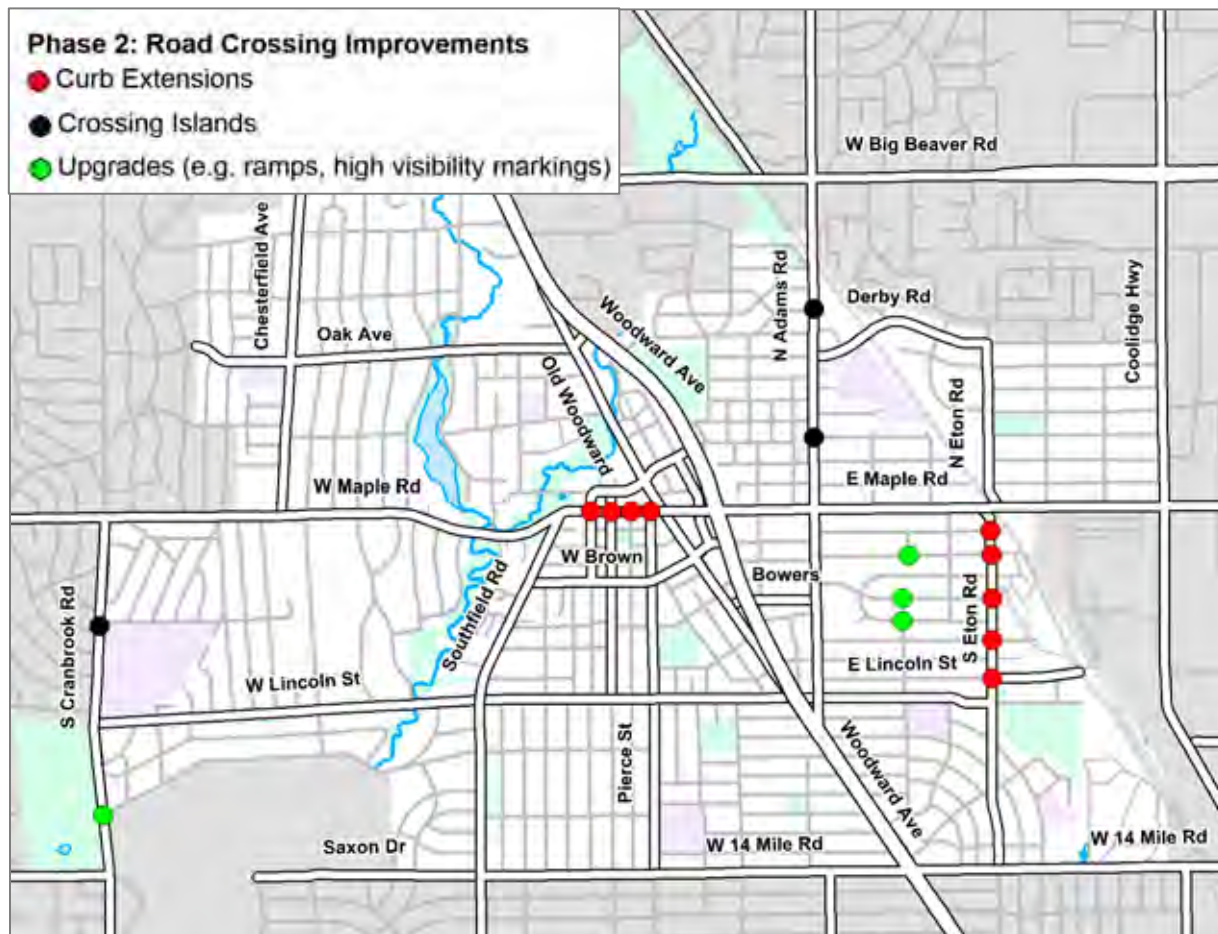 Phase 2: Road Crossing Improvements
Curb Extensions
Crossing Islands
Upgrades (e.g. ramps, high visibility markings)
W Big Beaver Rd
Chesterfield Ave
N Adams Rd
Derby Rd
Coolidge Hwy
Woodward Ave
Oak Ave
Old Woodward
N Eton Rd
W Maple Rd
E Maple Rd
W Brown
Bowers
Southfield Rd
S Eton Rd
S Cranbrook Rd
W Lincoln St
E Lincoln St
Pierce St
Woodward Ave
Saxon Dr
W 14 Mile Rd
W 14 Mile Rd